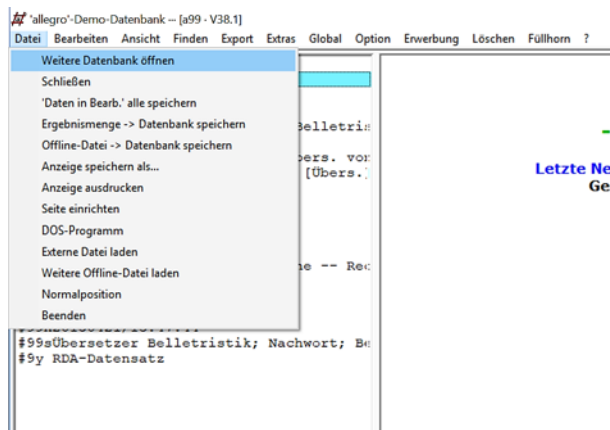 'allegro'-Demo-Datenbank -- [a99 - V38.1]
Datei Bearbeiten Ansicht Finden Export Extras Global Option Erwerbung Löschen Füllhorn ?
Weitere Datenbank öffnen
Schließen
'Daten in Bearb.' alle speichern
Ergebnismenge -> Datenbank speichern
Offline-Datei -> Datenbank speichern
Anzeige speichern als...
Anzeige ausdrucken
Seite einrichten
DOS-Programm
Externe Datei laden
Weitere Offline-Datei laden
Normalposition
Beenden
bers. von
[Übers.]
ne -- Rec
#99sÜbersetzer Belletristik; Nachwort; Be
#9y RDA-Datensatz
Letzte Ne
Ge